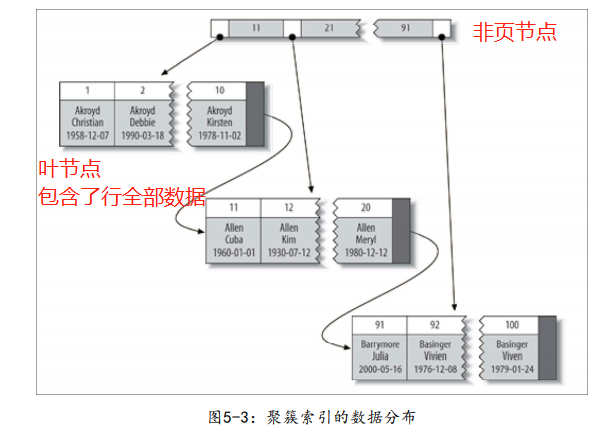 11 21 91
非页节点
1 2 10
Akroyd Akroyd Akroyd
Christian Debbie Kirsten
1958-12-07 1990-03-18 1978-11-02
叶节点
包含了行全部数据
11 12 20
Allen Allen Allen
Cuba Kim Meryl
1960-01-01 1930-07-12 1980-12-12
91 92 100
Barrymore Basinger Basinger
Julia Vivien Viven
2000-05-16 1976-12-08 1979-01-24
图5-3：聚簇索引的数据分布